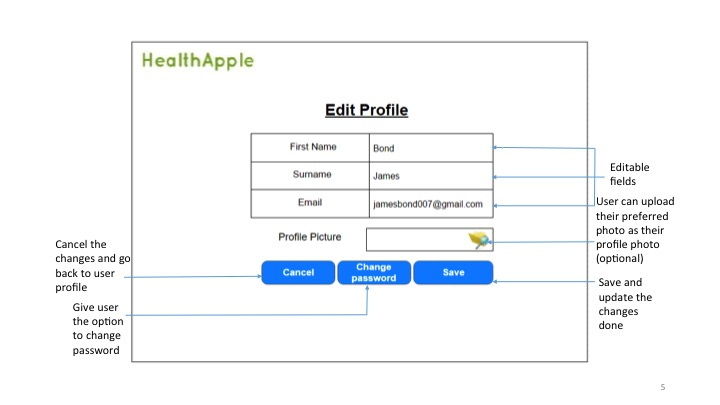 HealthApple
Edit Profile
First Name
Bond
Surname
James
Email
jamesbond007@gmail.com
Profile Picture
Cancel
Change
password
Save
Editable
fields
User can upload
their preferred
photo as their
profile photo
(optional)
Save and
update the
changes
done
Cancel the
changes and go
back to user
profile
Give user
the option
to change
password
5